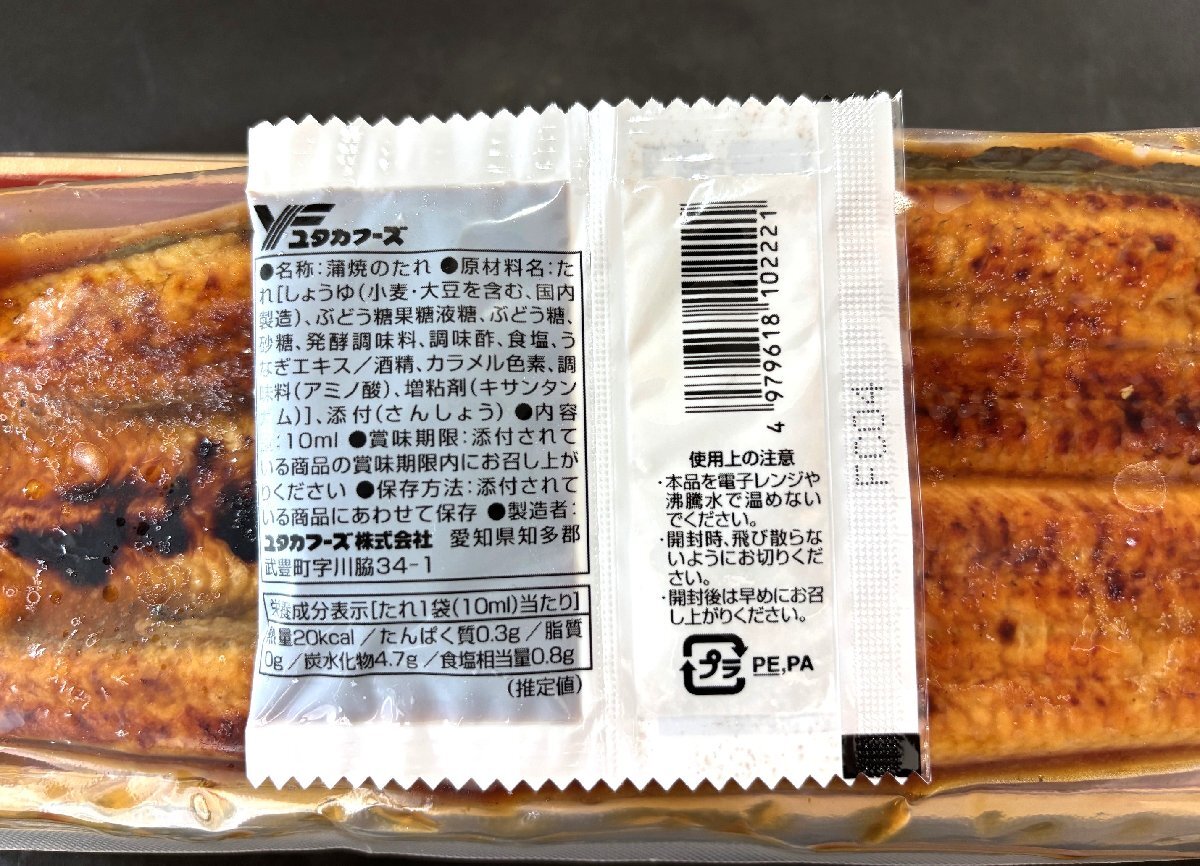 YF
ユタカフーズ
●名称:蒲焼のたれ ●原材料名:た
れ[しょうゆ(小麦・大豆を含む、国内
製造)、ぶどう糖果糖液糖、ぶどう糖、
砂糖、発酵調味料、調味酢、食塩、う
なぎエキス/酒精、カラメル色素、調
味料(アミノ酸)、増粘剤(キサンタン
ム)]、添付(さんしょう) ●内容
:10ml ●賞味期限:添付されて
いる商品の賞味期限内にお召し上が
りください ●保存方法:添付されて
いる商品にあわせて保存 ●製造者:
ユタカフーズ株式会社 愛知県知多郡
武豊町字川脇34-1
栄養成分表示[たれ1袋(10ml)当たり]
熱量20kcal/たんぱく質0.3g/脂質
0g/炭水化物4.7g/食塩相当量0.8g
(推定値)
4 979618 102221
使用上の注意
・本品を電子レンジや
沸騰水で温めない
でください。
・開封時、飛び散らな
いようにお切りくだ
さい。
・開封後は早めにお召
し上がりください。
プラ PE,PA